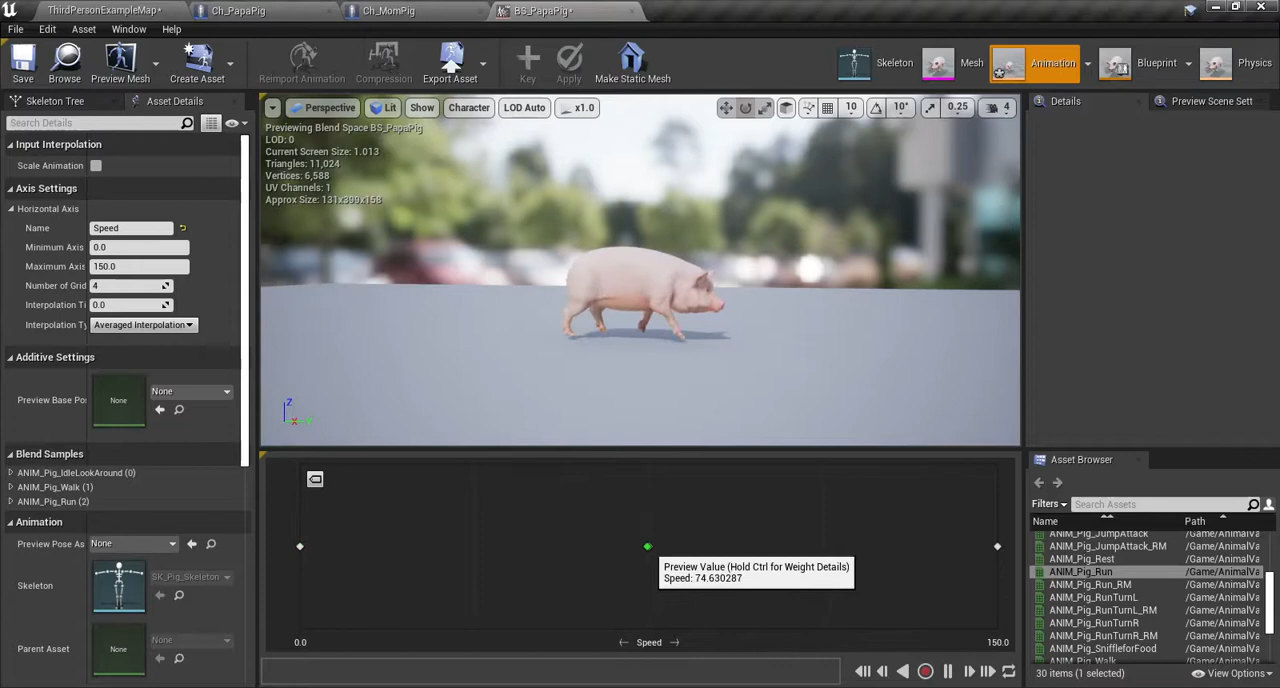 ThirdPersonExampleMap*
Ch_PapaPig
Ch_MomPig
BS_PapaPig*
File Edit Asset Window Help
Save
Browse
Preview Mesh
Create Asset
Reimport Animation
Compression
Export Asset
Key
Apply
Make Static Mesh
Skeleton
Mesh
Animation
Blueprint
Physics
Skeleton Tree
Asset Details
Search Details
Input Interpolation
Scale Animation
Axis Settings
Horizontal Axis
Name Speed
Minimum Axis 0.0
Maximum Axis 150.0
Number of Grid 4
Interpolation Ti 0.0
Interpolation Ty Averaged Interpolation
Additive Settings
Preview Base Po None None
Blend Samples
ANIM_Pig_IdleLookAround (0)
ANIM_Pig_Walk (1)
ANIM_Pig_Run (2)
Animation
Preview Pose As None
Skeleton SK_Pig_Skeleton
Parent Asset None None
Perspective Lit Show Character LOD Auto x1.0
10 10° 0.25 4
Previewing Blend Space BS_PapaPig
LOD: 0
Current Screen Size: 1.013
Triangles: 11,024
Vertices: 6,588
UV Channels: 1
Approx Size: 131x399x158
Z
X Y
Preview Value (Hold Ctrl for Weight Details)
Speed: 74.630287
0.0 Speed 150.0
Details
Preview Scene Sett
Asset Browser
Filters Search Assets
Name Path
ANIM_Pig_JumpAttack /Game/AnimalVa
ANIM_Pig_JumpAttack_RM /Game/AnimalVa
ANIM_Pig_Rest /Game/AnimalVa
ANIM_Pig_Run /Game/AnimalVa
ANIM_Pig_Run_RM /Game/AnimalVa
ANIM_Pig_RunTurnL /Game/AnimalVa
ANIM_Pig_RunTurnL_RM /Game/AnimalVa
ANIM_Pig_RunTurnR /Game/AnimalVa
ANIM_Pig_RunTurnR_RM /Game/AnimalVa
ANIM_Pig_SniffleforFood /Game/AnimalVa
ANIM_Pig_Walk /Game/AnimalVa
30 items (1 selected) View Options